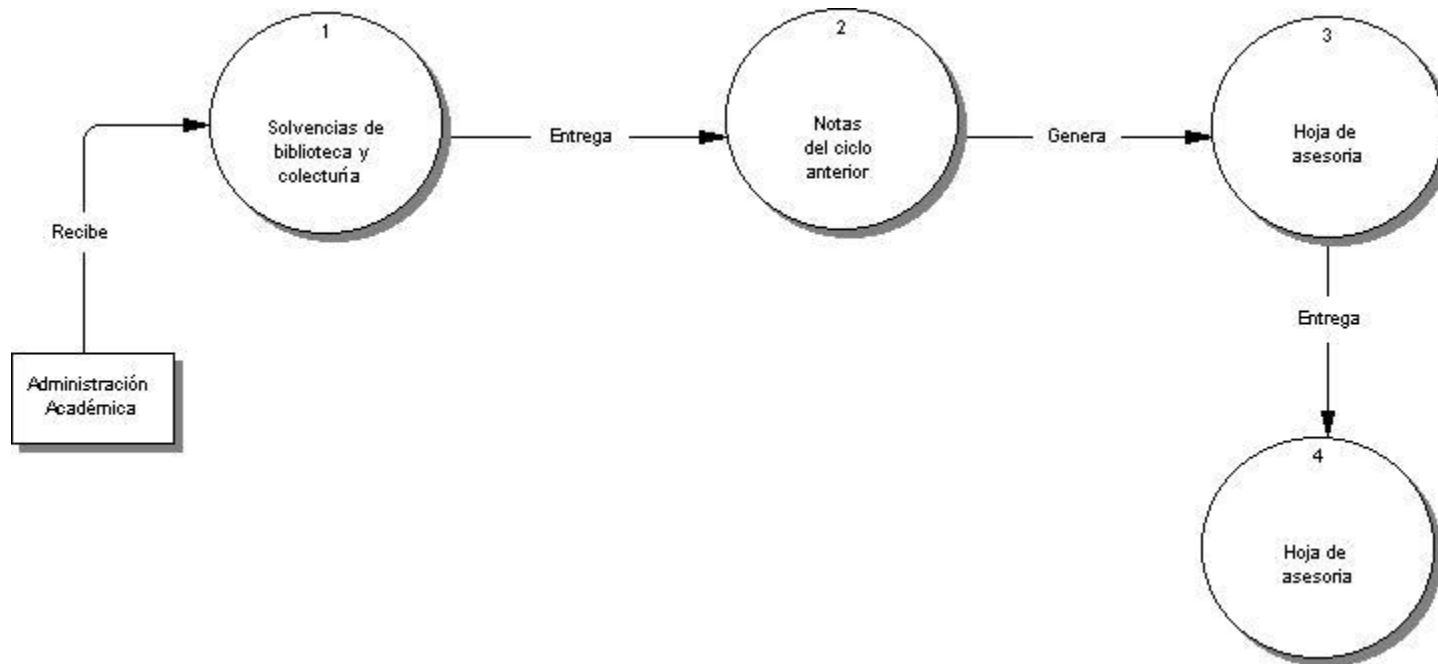 1
Solvencias de
biblioteca y
colecturía
Entrega
2
Notas
del ciclo
anterior
Genera
3
Hoja de
asesoria
Recibe
Administración
Académica
Entrega
4
Hoja de
asesoria